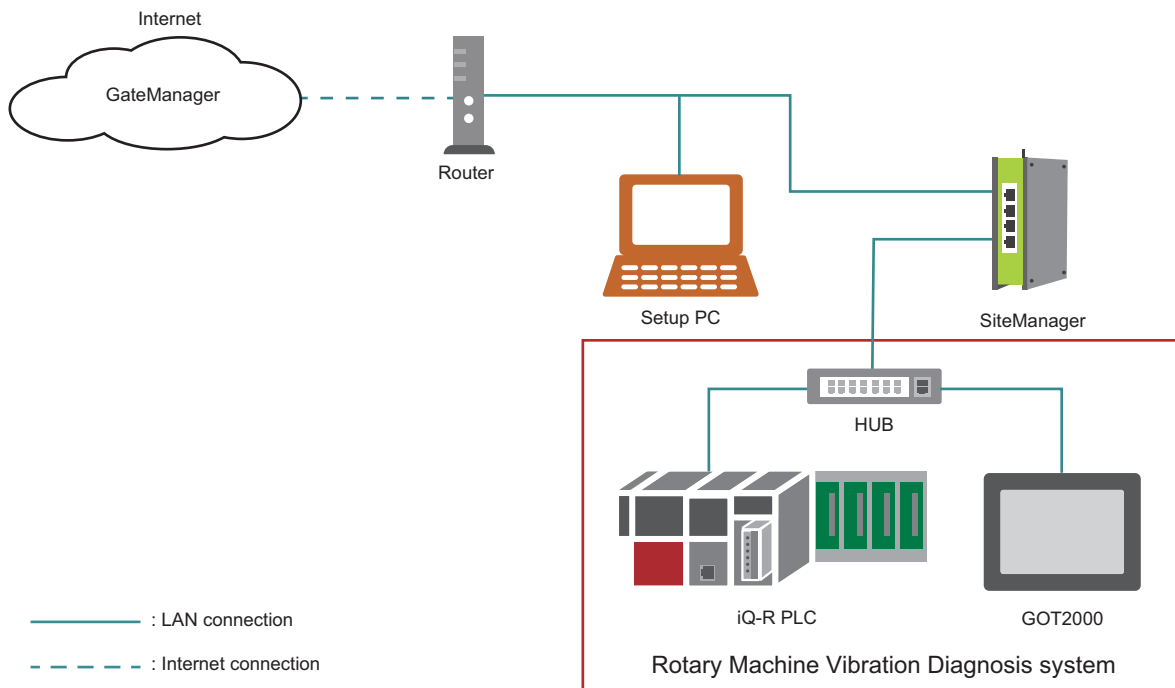 Internet
GateManager
Router
Setup PC
SiteManager
HUB
iQ-R PLC
GOT2000
Rotary Machine Vibration Diagnosis system
: LAN connection
: Internet connection